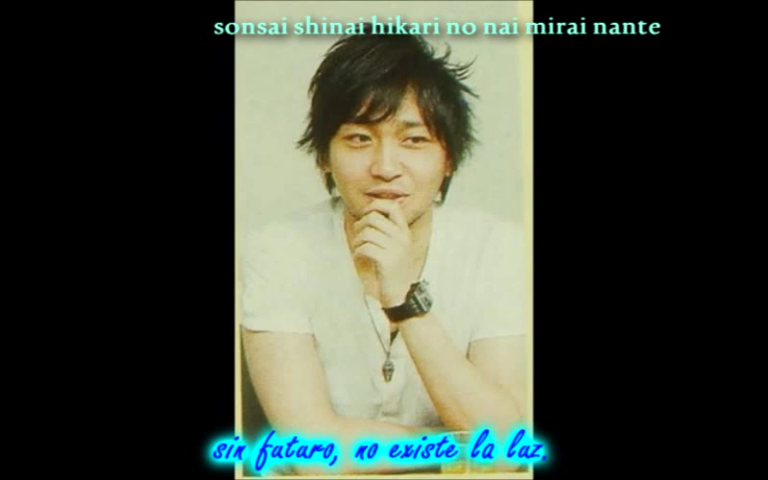 sonsai shinai hikari no nai mirai nante
sin futuro, no existe la luz.